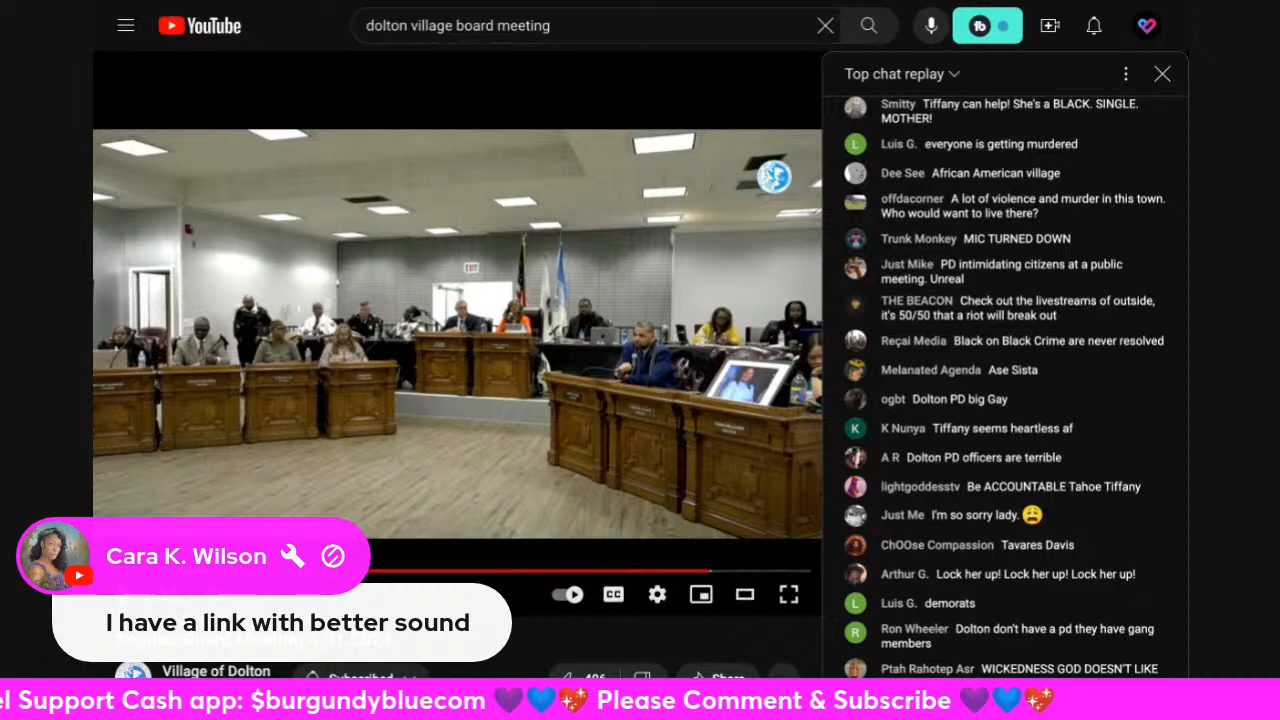 YouTube
dolton village board meeting
Top chat replay
Smitty Tiffany can help! She's a BLACK. SINGLE.
MOTHER!
Luis G. everyone is getting murdered
Dee See African American village
offdacorner A lot of violence and murder in this town.
Who would want to live there?
Trunk Monkey MIC TURNED DOWN
Just Mike PD intimidating citizens at a public
meeting. Unreal
THE BEACON Check out the livestreams of outside,
it's 50/50 that a riot will break out
Reçai Media Black on Black Crime are never resolved
Melanated Agenda Ase Sista
ogbt Dolton PD big Gay
K Nunya Tiffany seems heartless af
A R Dolton PD officers are terrible
lightgoddesstv Be ACCOUNTABLE Tahoe Tiffany
Just Me I'm so sorry lady. 😩
ChOOse Compassion Tavares Davis
Arthur G. Lock her up! Lock her up! Lock her up!
Luis G. demorats
Ron Wheeler Dolton don't have a pd they have gang
members
Ptah Rahotep Asr WICKEDNESS GOD DOESN'T LIKE
EXIT
CC
Cara K. Wilson
I have a link with better sound
Village of Dolton
Subscribed
496
Share
el Support Cash app: $burgundybluecom 💜💙💖 Please Comment & Subscribe 💜💙💖